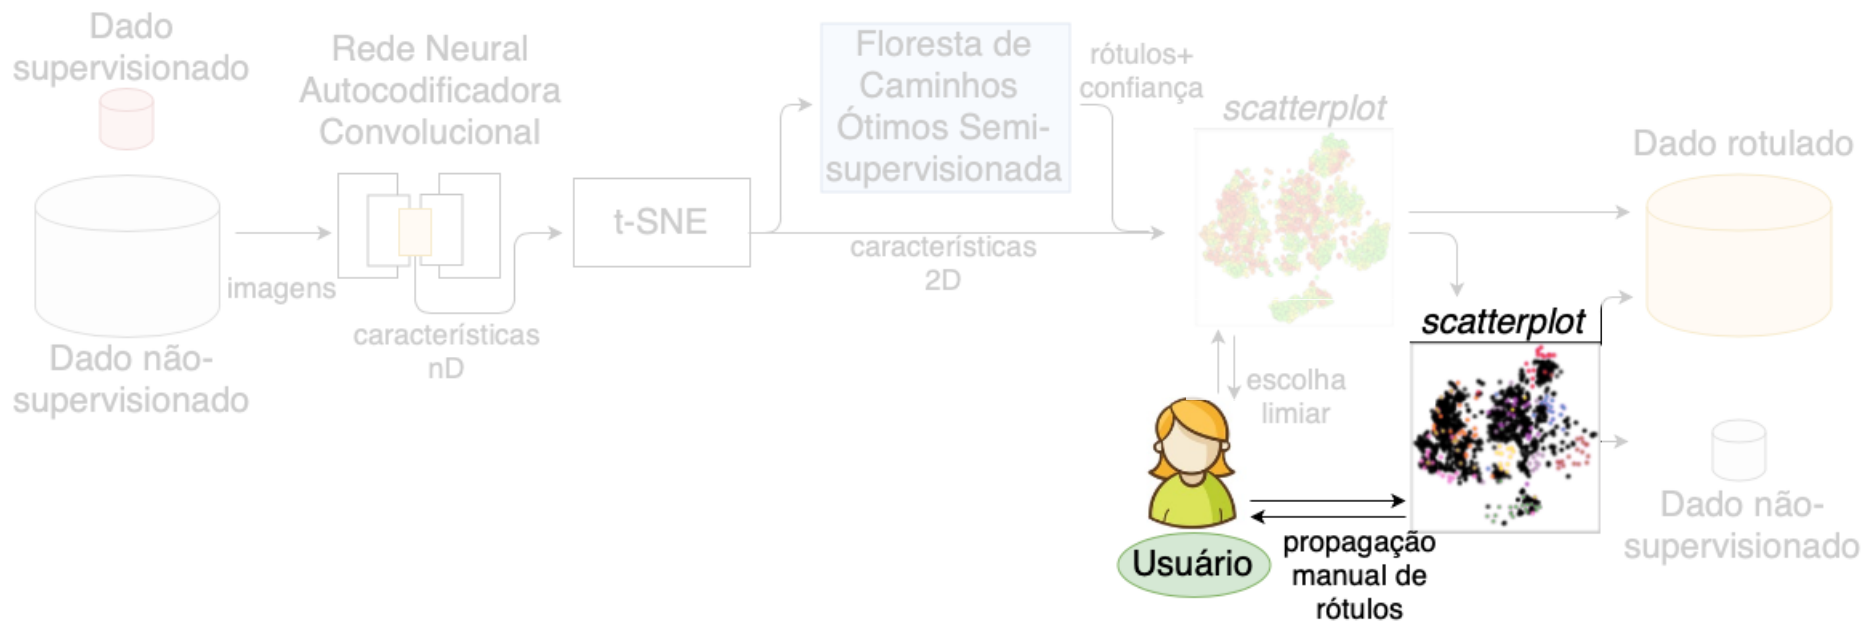 Dado
supervisionado
Rede Neural
Autocodificadora
Convolucional
Floresta de
Caminhos
Ótimos Semi-
supervisionada
rótulos+
confiança
scatterplot
Dado rotulado
t-SNE
características
2D
imagens
características
nD
Dado não-
supervisionado
escolha
limiar
scatterplot
Usuário
propagação
manual de
rótulos
Dado não-
supervisionado